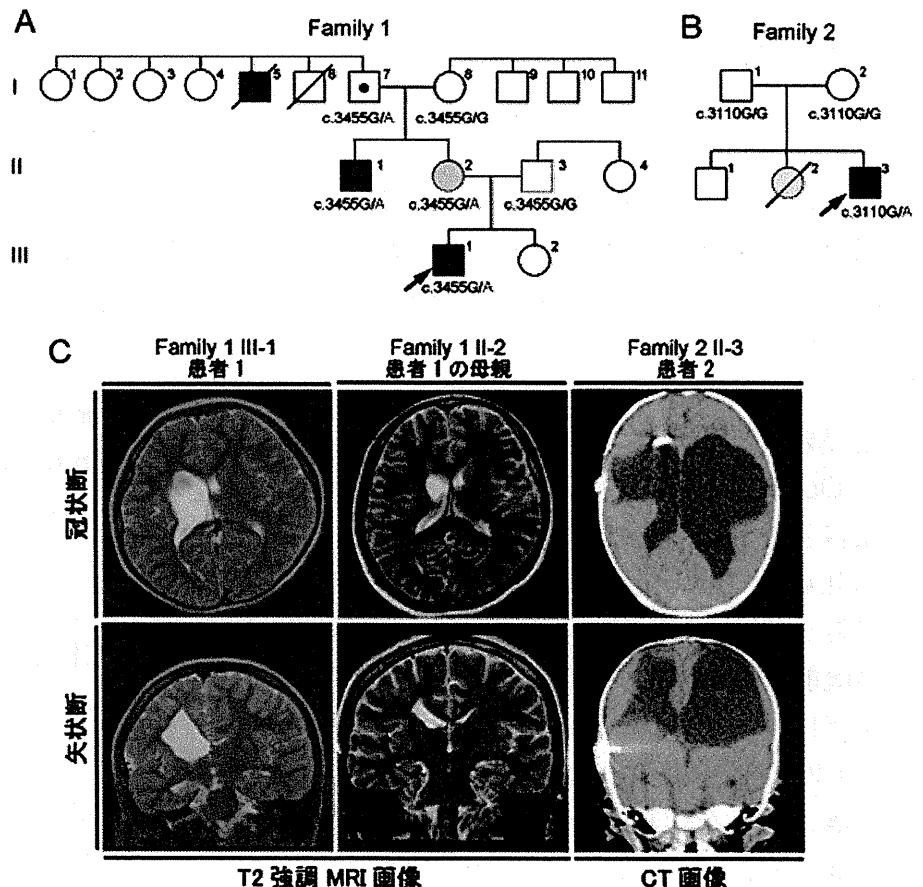 A
Family 1
B
Family 2
I
1 2 3 4 5 6 7 8 9 10 11
c.3455G/A c.3455G/G
1 2
c.3110G/G c.3110G/G
II
1 2 3 4
c.3455G/A c.3455G/A c.3455G/G
1 2 3
c.3110G/A
III
1 2
c.3455G/A
C
Family 1 III-1
患者 1
Family 1 II-2
患者 1 の母親
Family 2 II-3
患者 2
冠状断
矢状断
T2 強調 MRI 画像
CT 画像